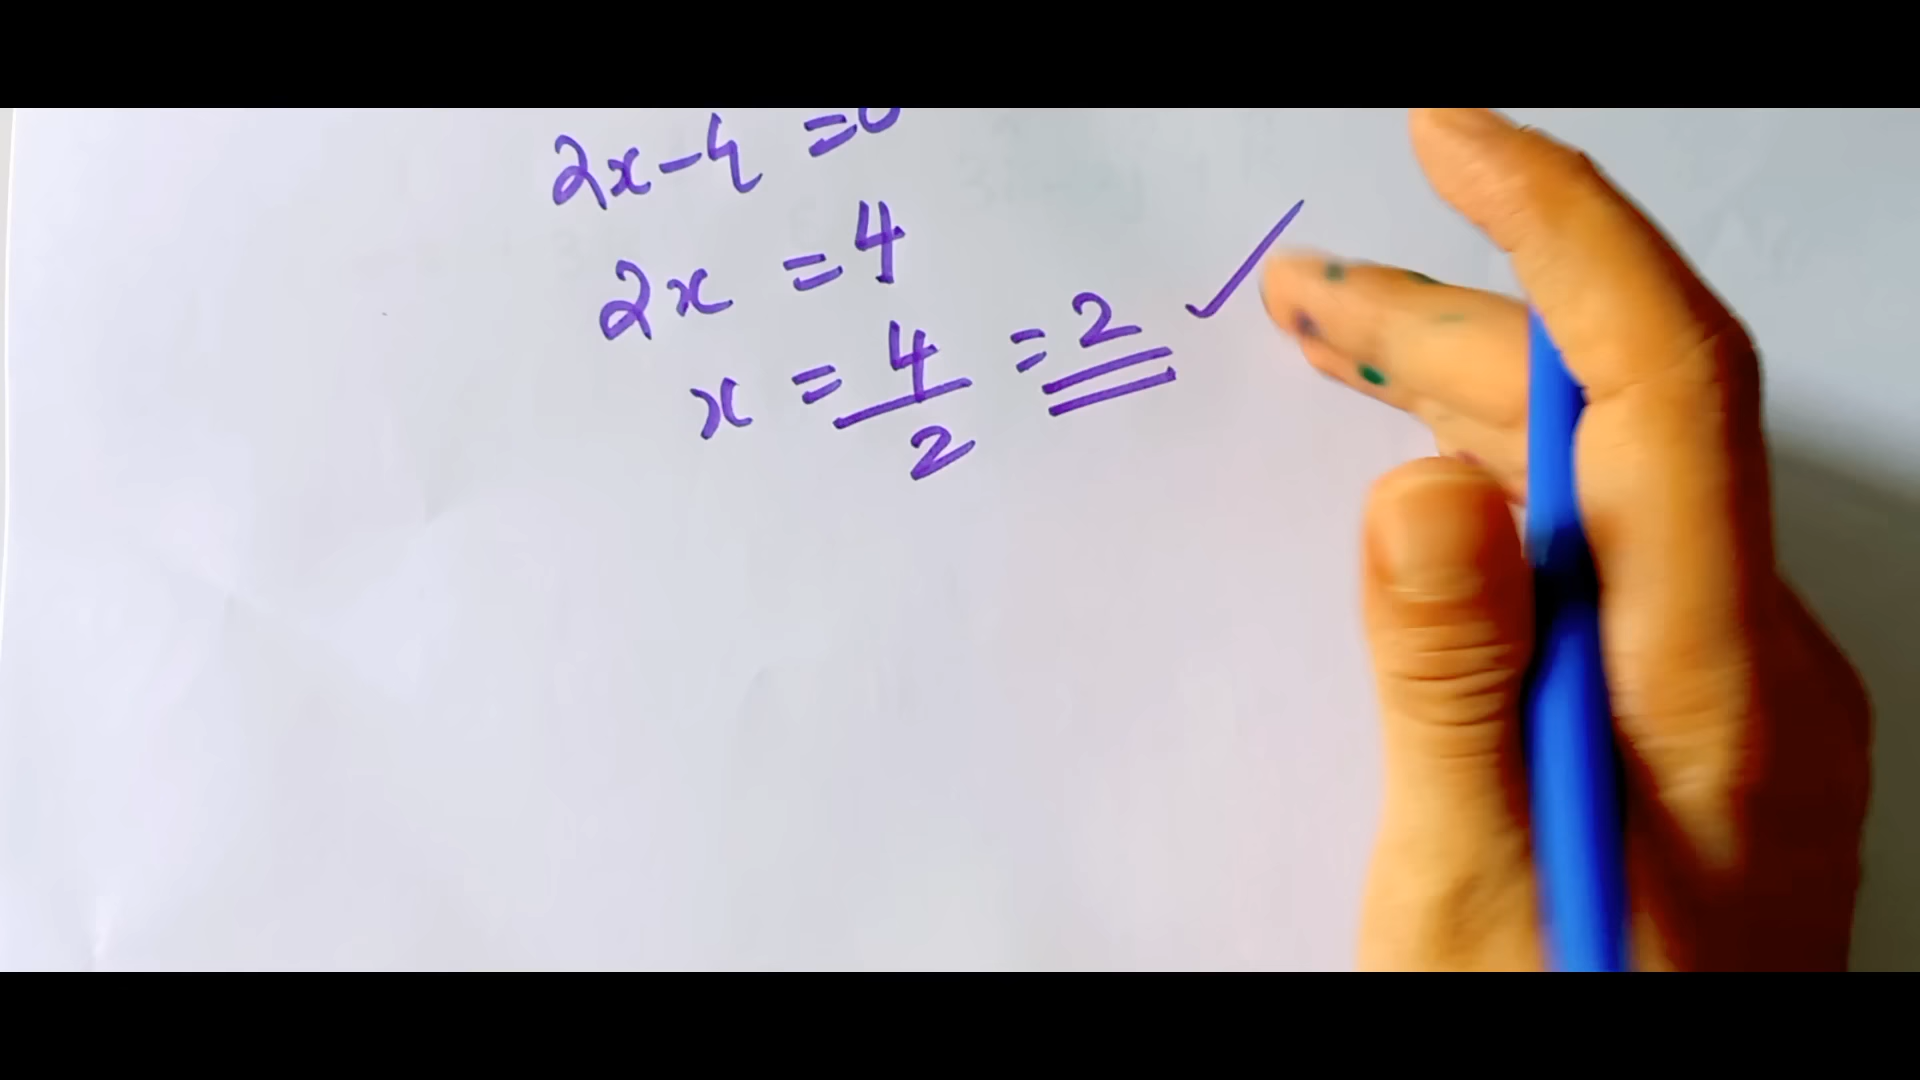 2x-4 =0
2x = 4
x = 4/2 = 2 ✓